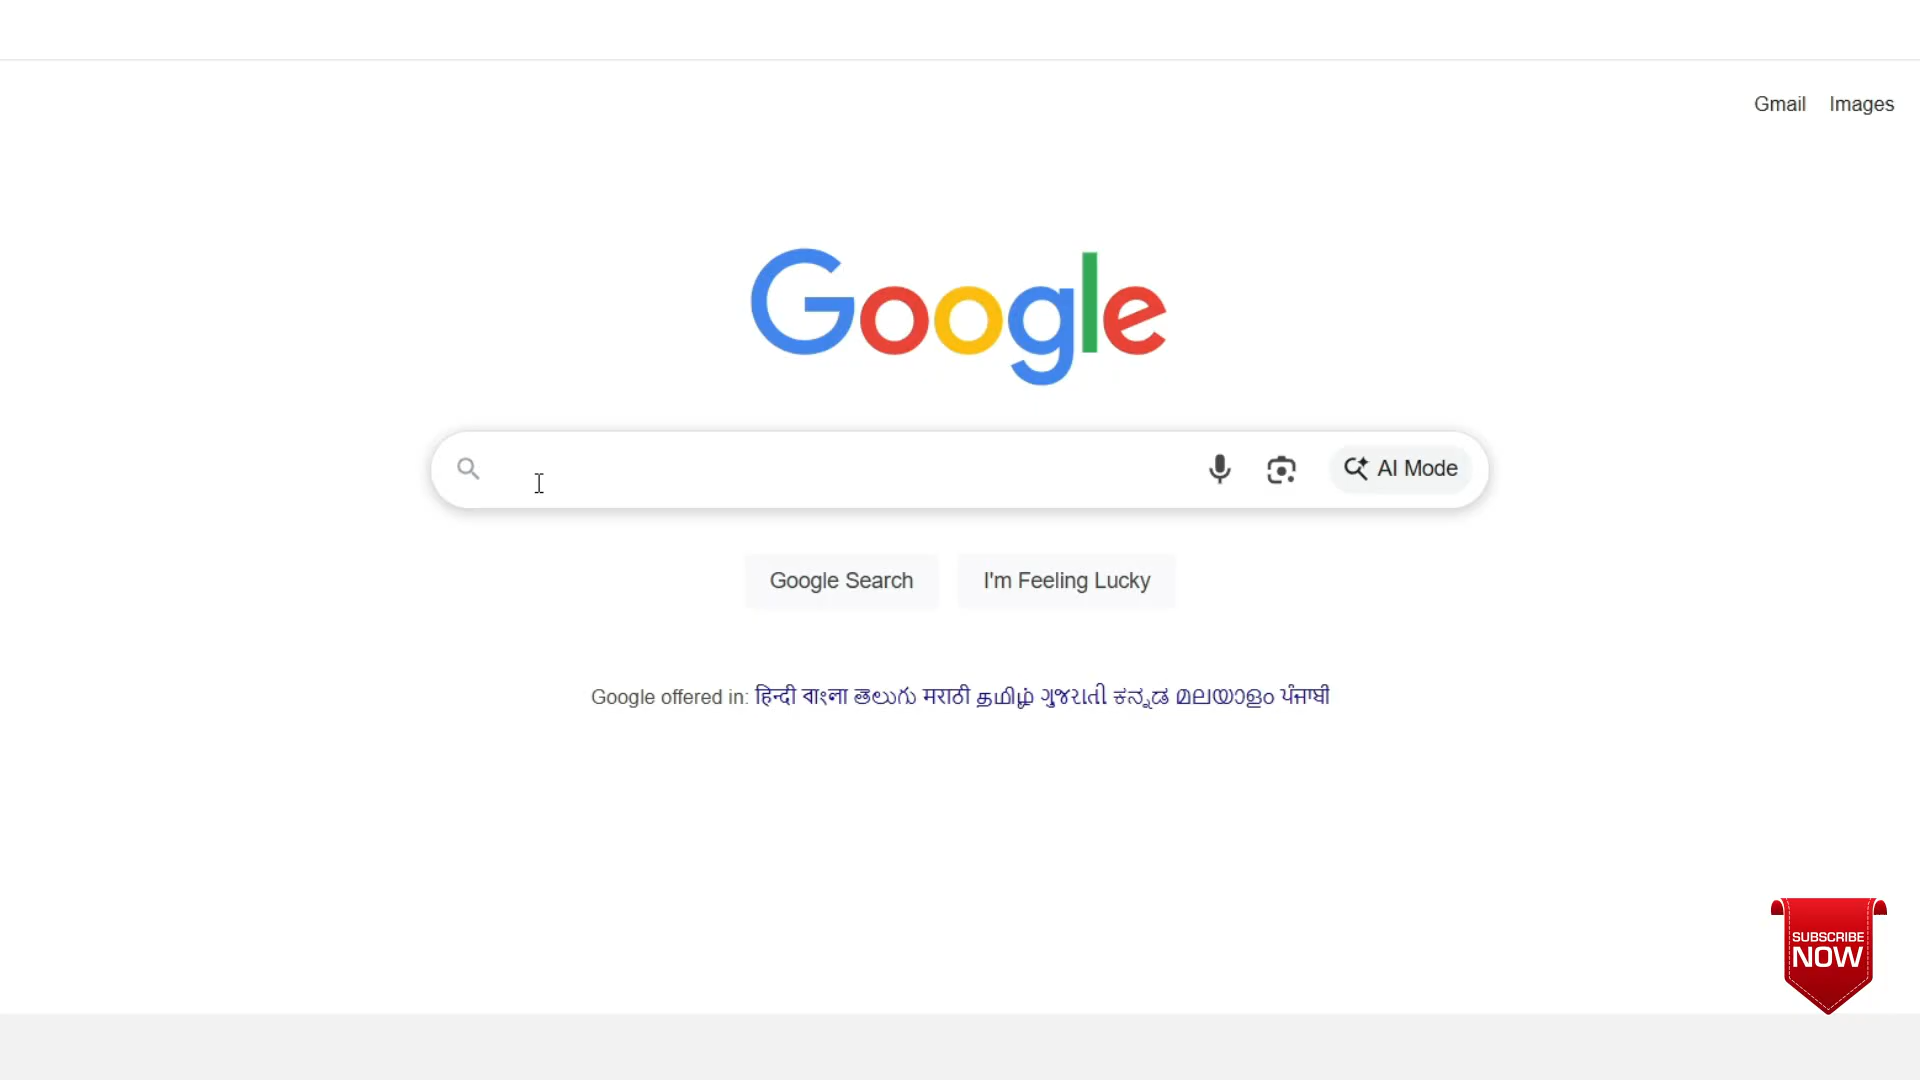 Gmail Images
Google
AI Mode
Google Search I'm Feeling Lucky
Google offered in: हिन्दी বাংলা తెలుగు मराठी தமிழ் ગુજરાતી ಕನ್ನಡ മലയാളം ਪੰਜਾਬੀ
SUBSCRIBE
NOW